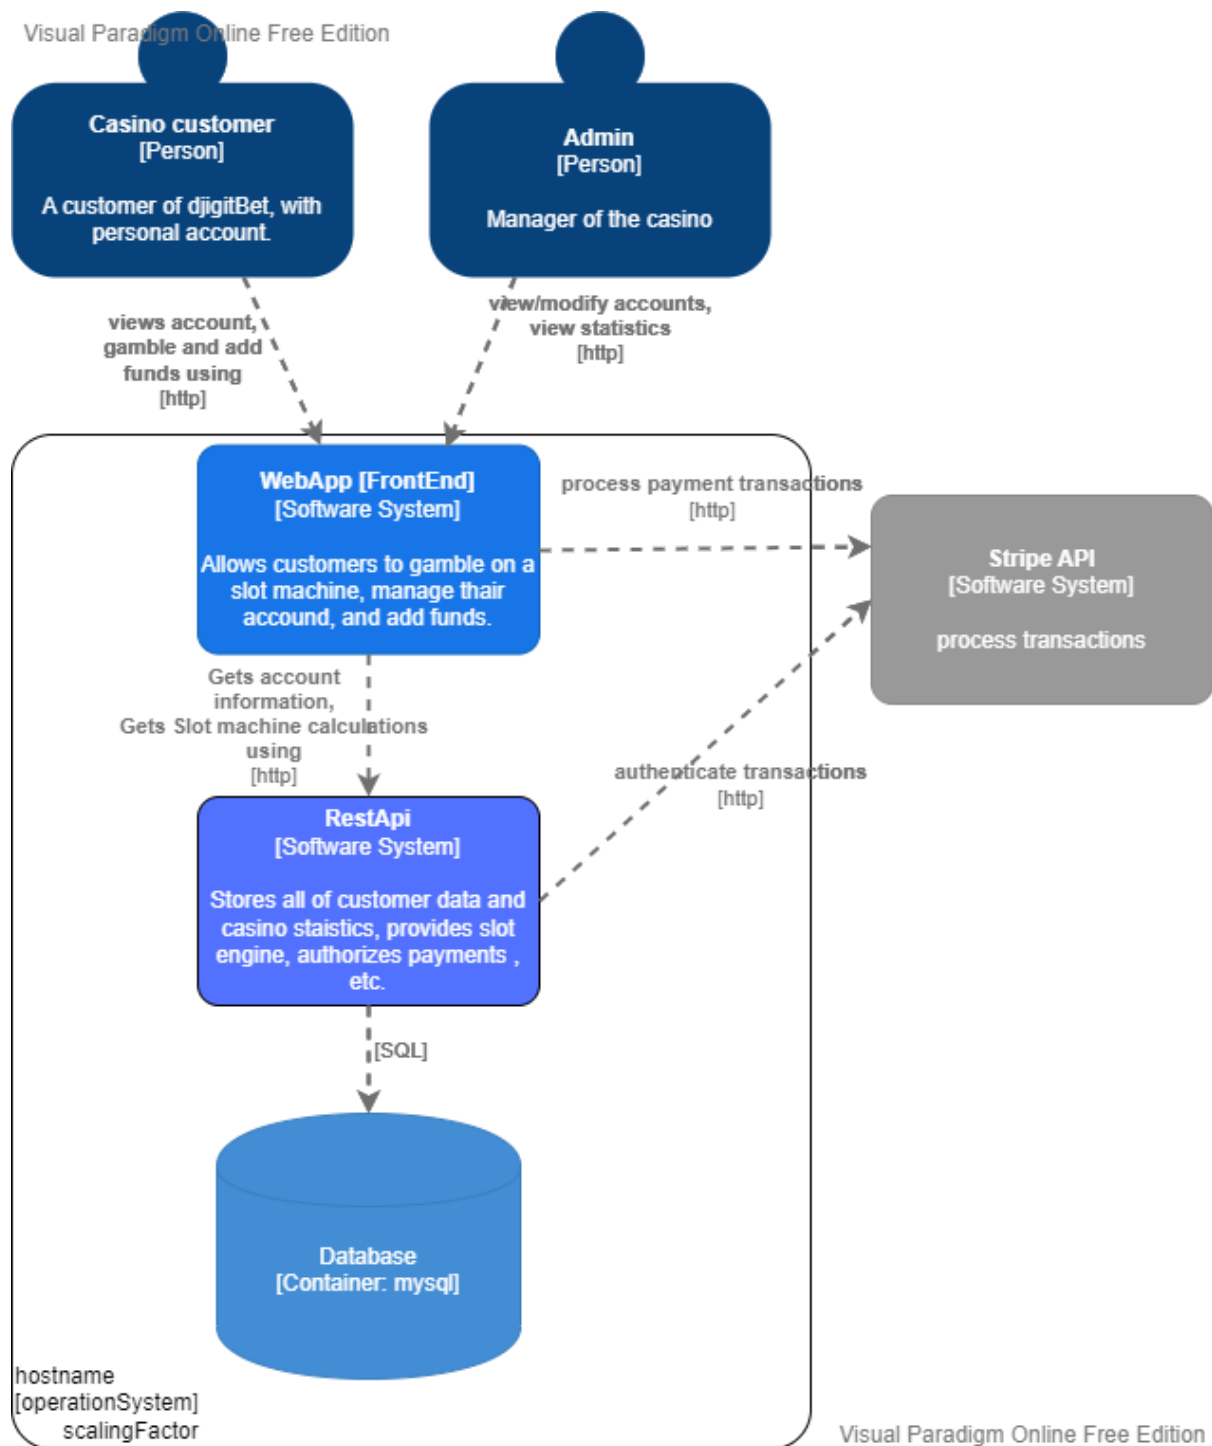 Visual Paradigm Online Free Edition
Casino customer
[Person]
A customer of djigitBet, with
personal account.
Admin
[Person]
Manager of the casino
views account,
gamble and add
funds using
[http]
view/modify accounts,
view statistics
[http]
WebApp [FrontEnd]
[Software System]
Allows customers to gamble on a
slot machine, manage thair
accound, and add funds.
process payment transactions
[http]
Stripe API
[Software System]
process transactions
Gets account
information,
Gets Slot machine calculations
using
[http]
authenticate transactions
[http]
RestApi
[Software System]
Stores all of customer data and
casino staistics, provides slot
engine, authorizes payments ,
etc.
[SQL]
Database
[Container: mysql]
hostname
[operationSystem]
scalingFactor
Visual Paradigm Online Free Edition